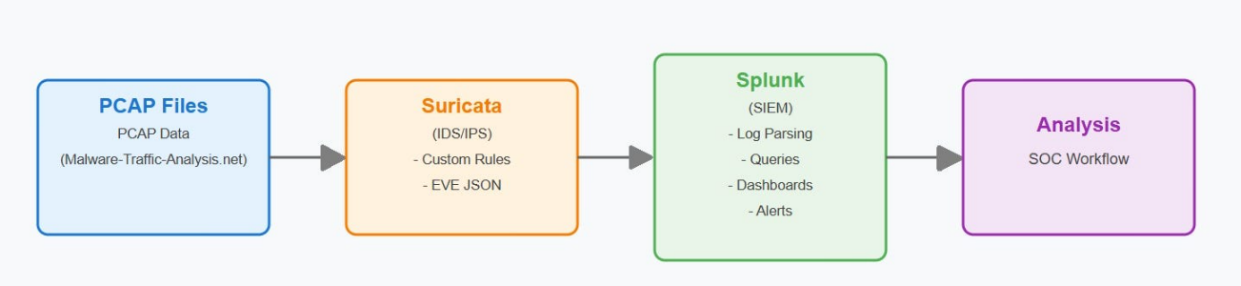 PCAP Files
PCAP Data
(Malware-Traffic-Analysis.net)
Suricata
(IDS/IPS)
- Custom Rules
- EVE JSON
Splunk
(SIEM)
- Log Parsing
- Queries
- Dashboards
- Alerts
Analysis
SOC Workflow